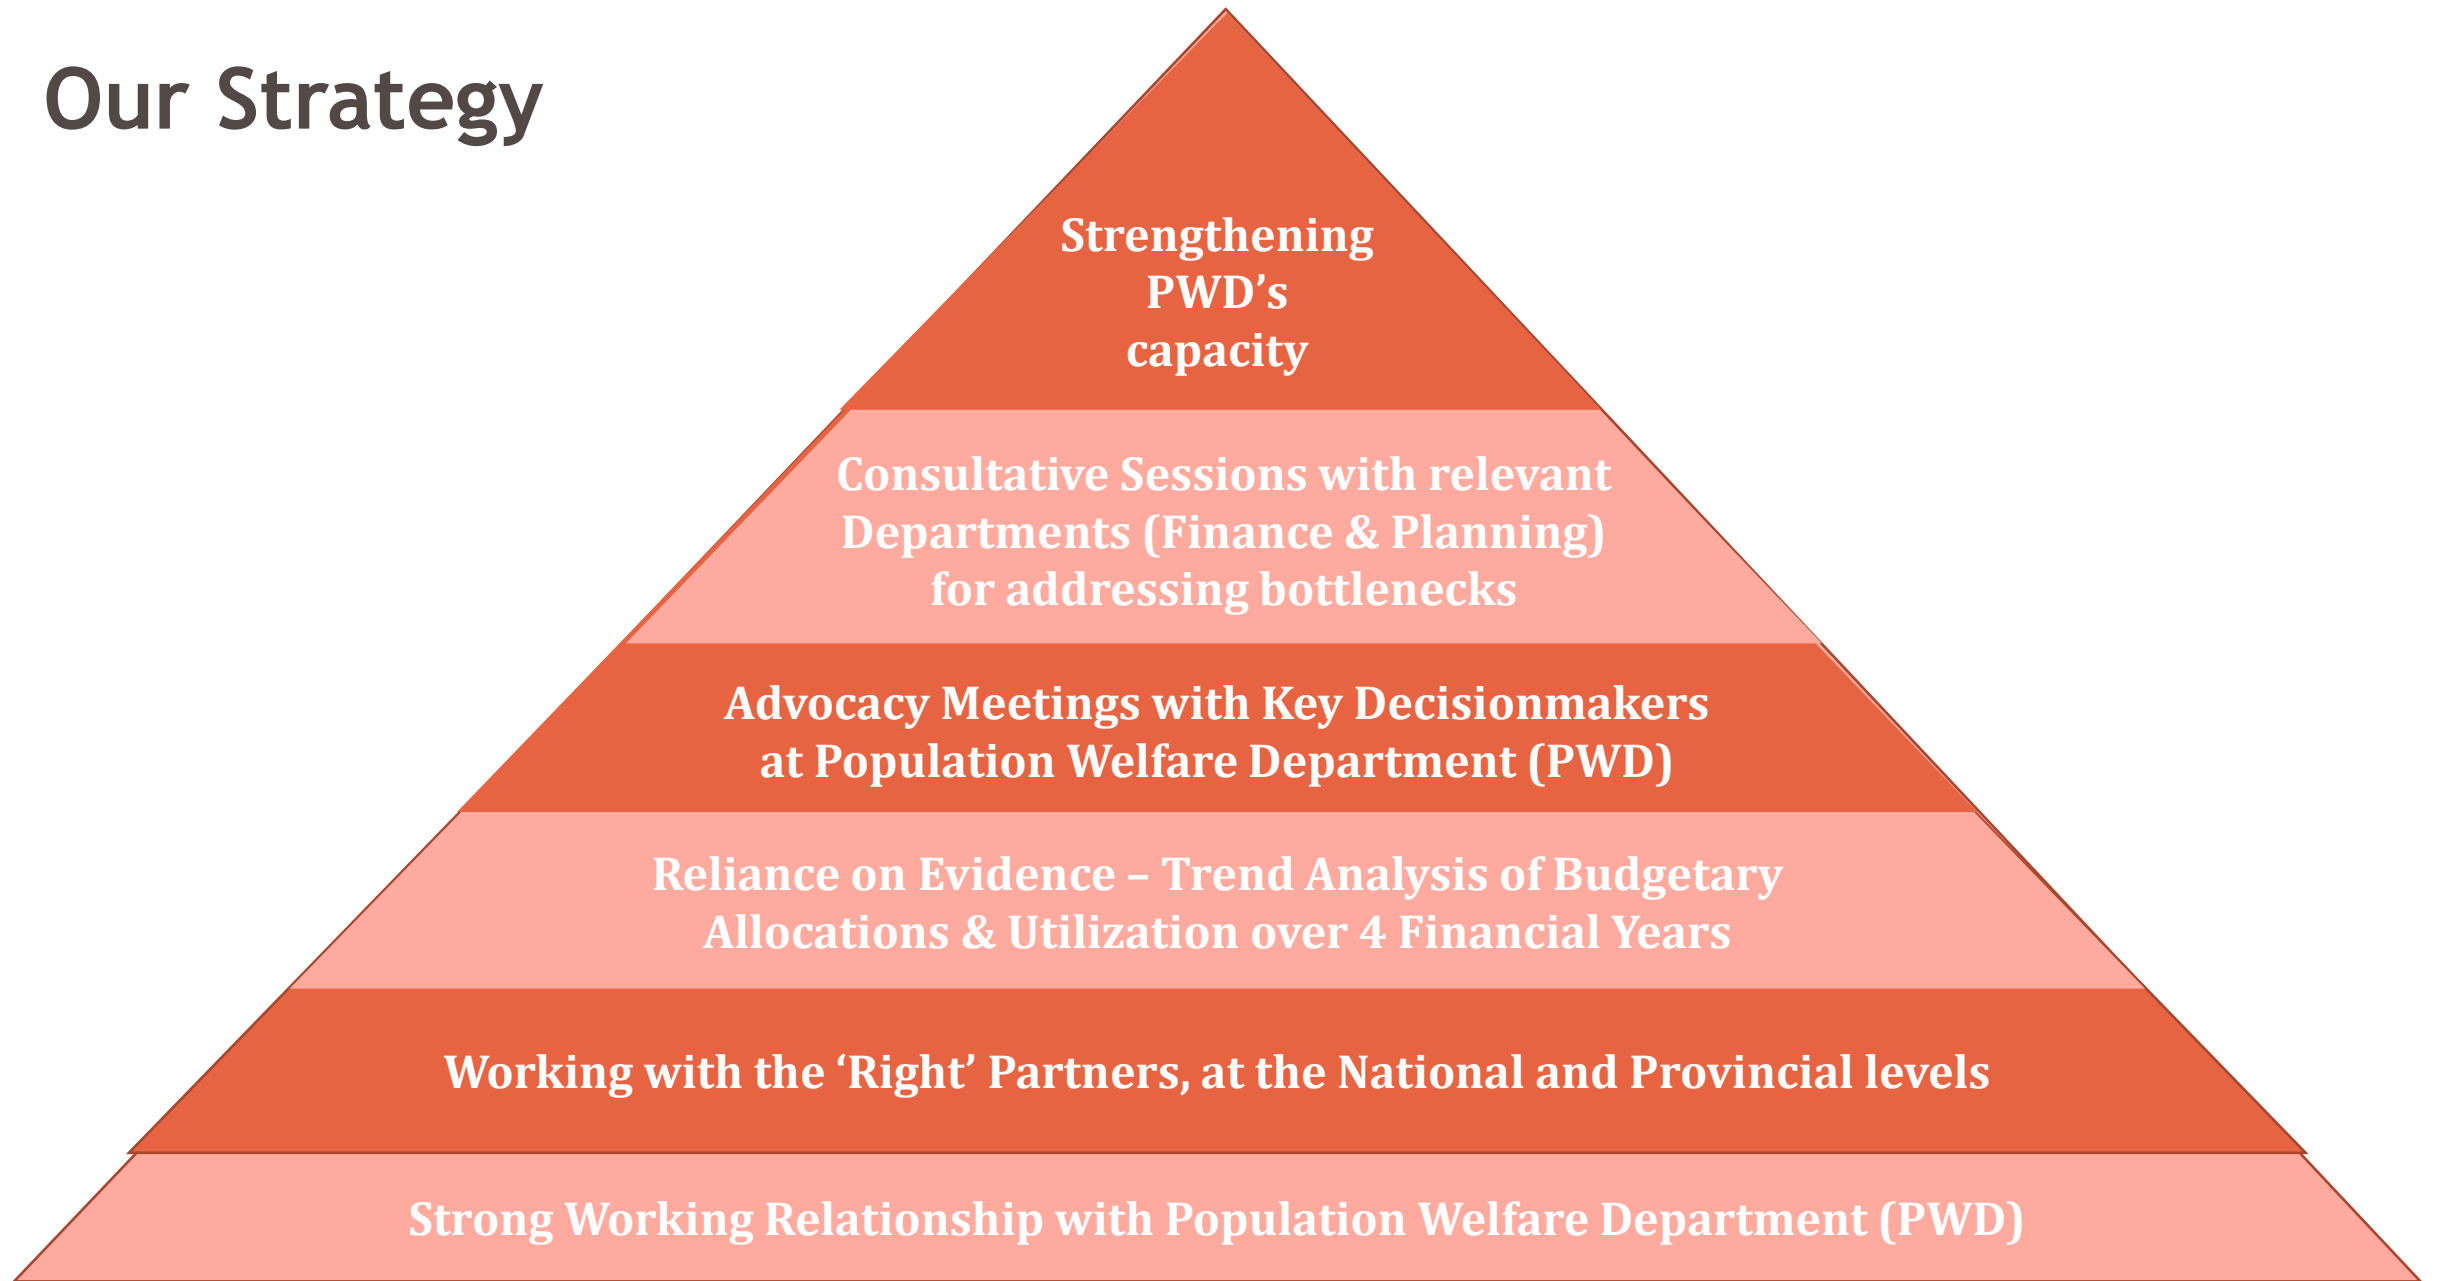 Our Strategy
Strengthening
PWD’s
capacity
Consultative Sessions with relevant
Departments (Finance & Planning)
for addressing bottlenecks
Advocacy Meetings with Key Decisionmakers
at Population Welfare Department (PWD)
Reliance on Evidence – Trend Analysis of Budgetary
Allocations & Utilization over 4 Financial Years
Working with the ‘Right’ Partners, at the National and Provincial levels
Strong Working Relationship with Population Welfare Department (PWD)